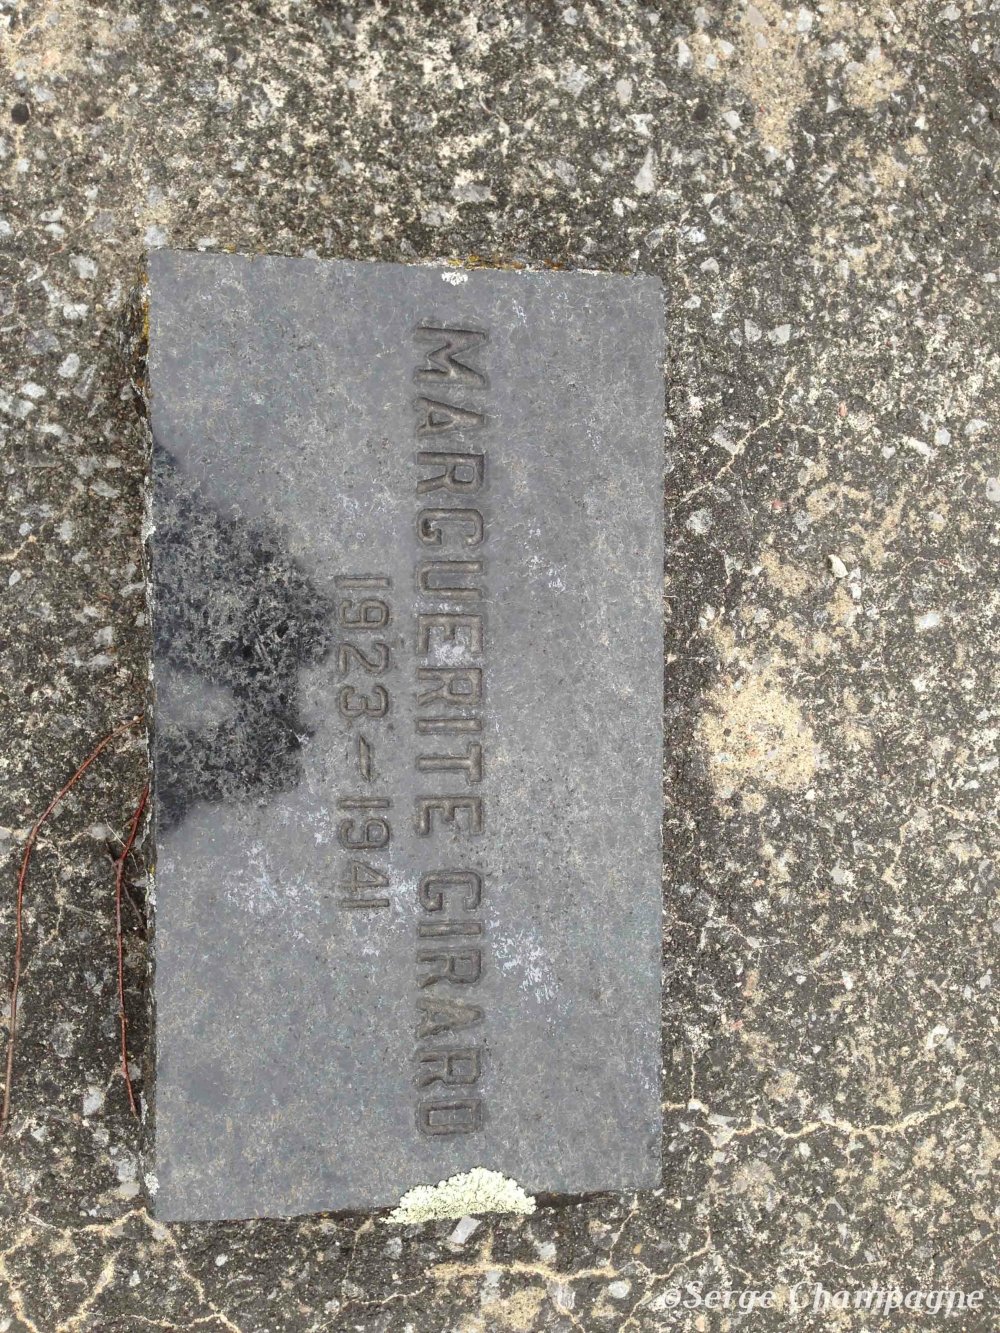 MARGUERITE GIRARD
1923-1941
©Serge Champagne